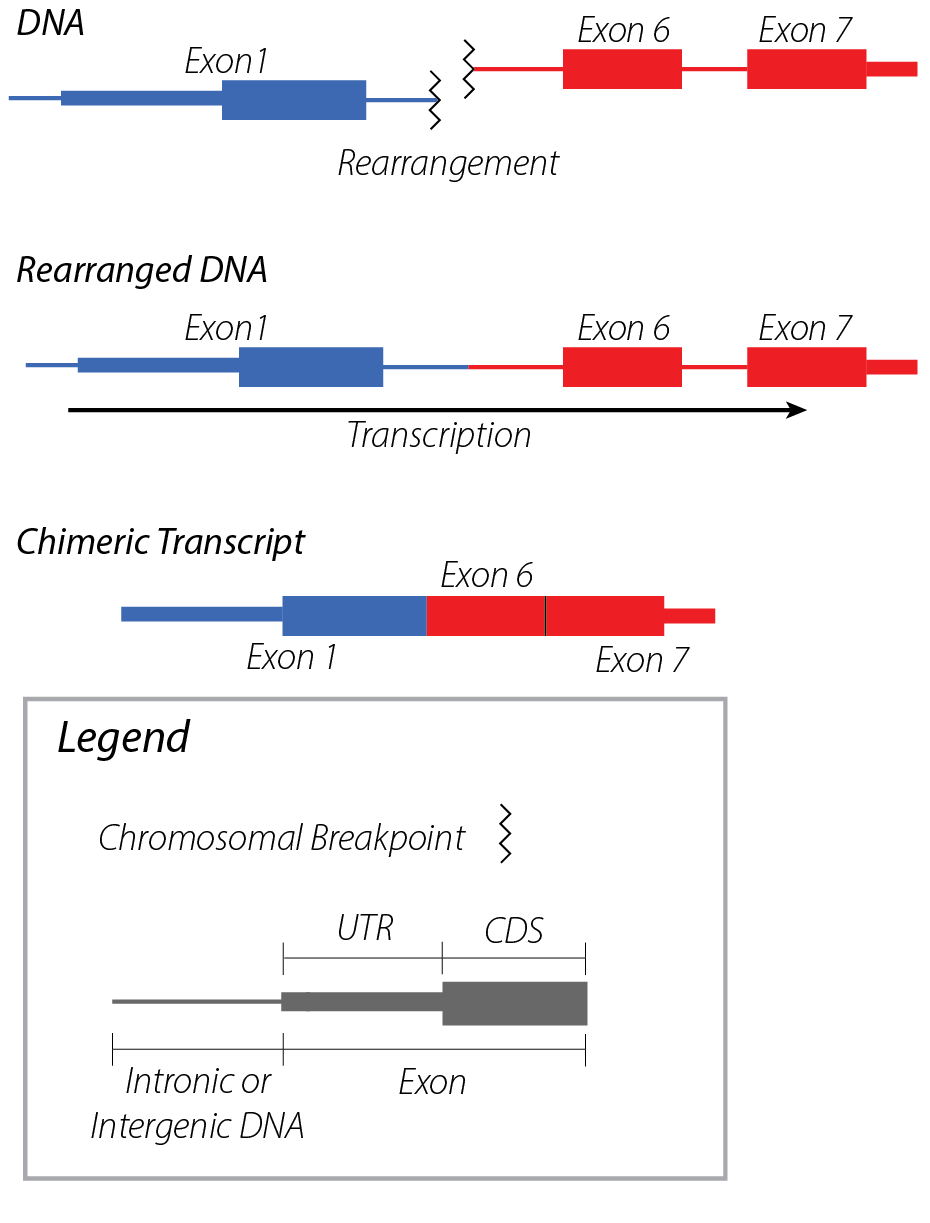 DNA
Exon1
Exon 6
Exon 7
Rearrangement
Rearranged DNA
Exon1
Exon 6
Exon 7
Transcription
Chimeric Transcript
Exon 6
Exon 1
Exon 7
Legend
Chromosomal Breakpoint
UTR
CDS
Intronic or
Intergenic DNA
Exon